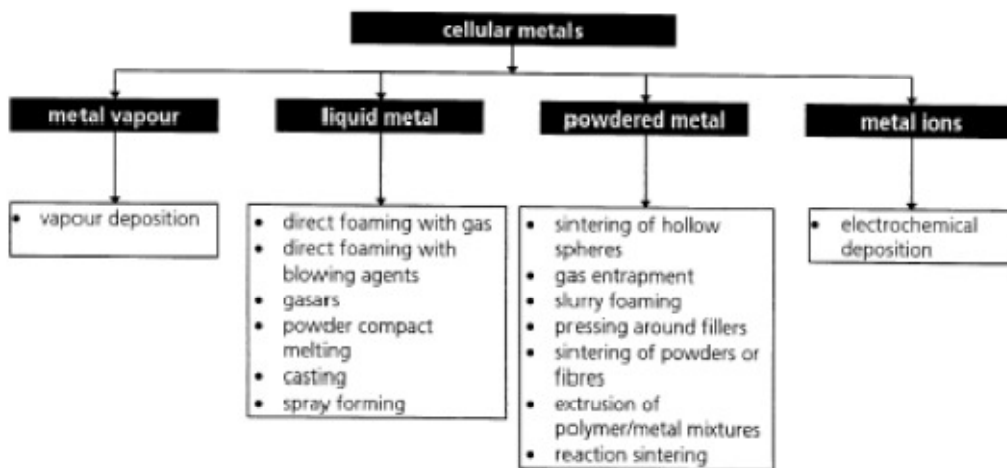 cellular metals
metal vapour
liquid metal
powdered metal
metal ions
• vapour deposition
• direct foaming with gas
• direct foaming with
blowing agents
• gasars
• powder compact
melting
• casting
• spray forming
• sintering of hollow
spheres
• gas entrapment
• slurry foaming
• pressing around fillers
• sintering of powders or
fibres
• extrusion of
polymer/metal mixtures
• reaction sintering
• electrochemical
deposition